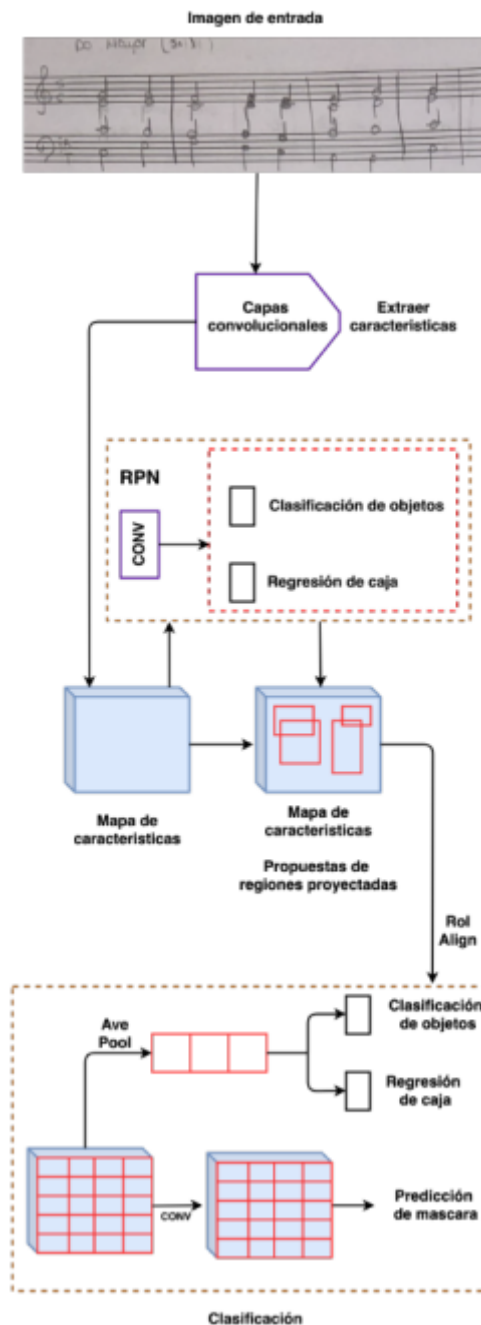 Imagen de entrada
Do Mayor
Capas
convolucionales
Extraer
caracteristicas
RPN
CONV
Clasificación de objetos
Regresión de caja
Mapa de
caracteristicas
Mapa de
caracteristicas
Propuestas de
regiones proyectadas
RoI
Align
Ave
Pool
Clasificación
de objetos
Regresión
de caja
CONV
Predicción
de mascara
Clasificación